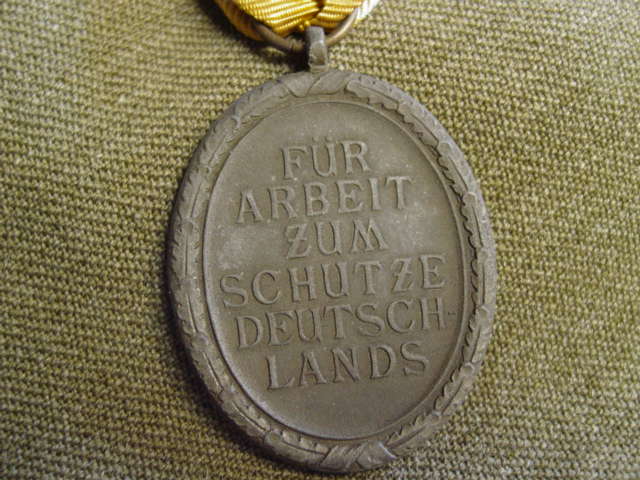 FÜR
ARBEIT
ZUM
SCHUTZE
DEUTSCH-
LANDS